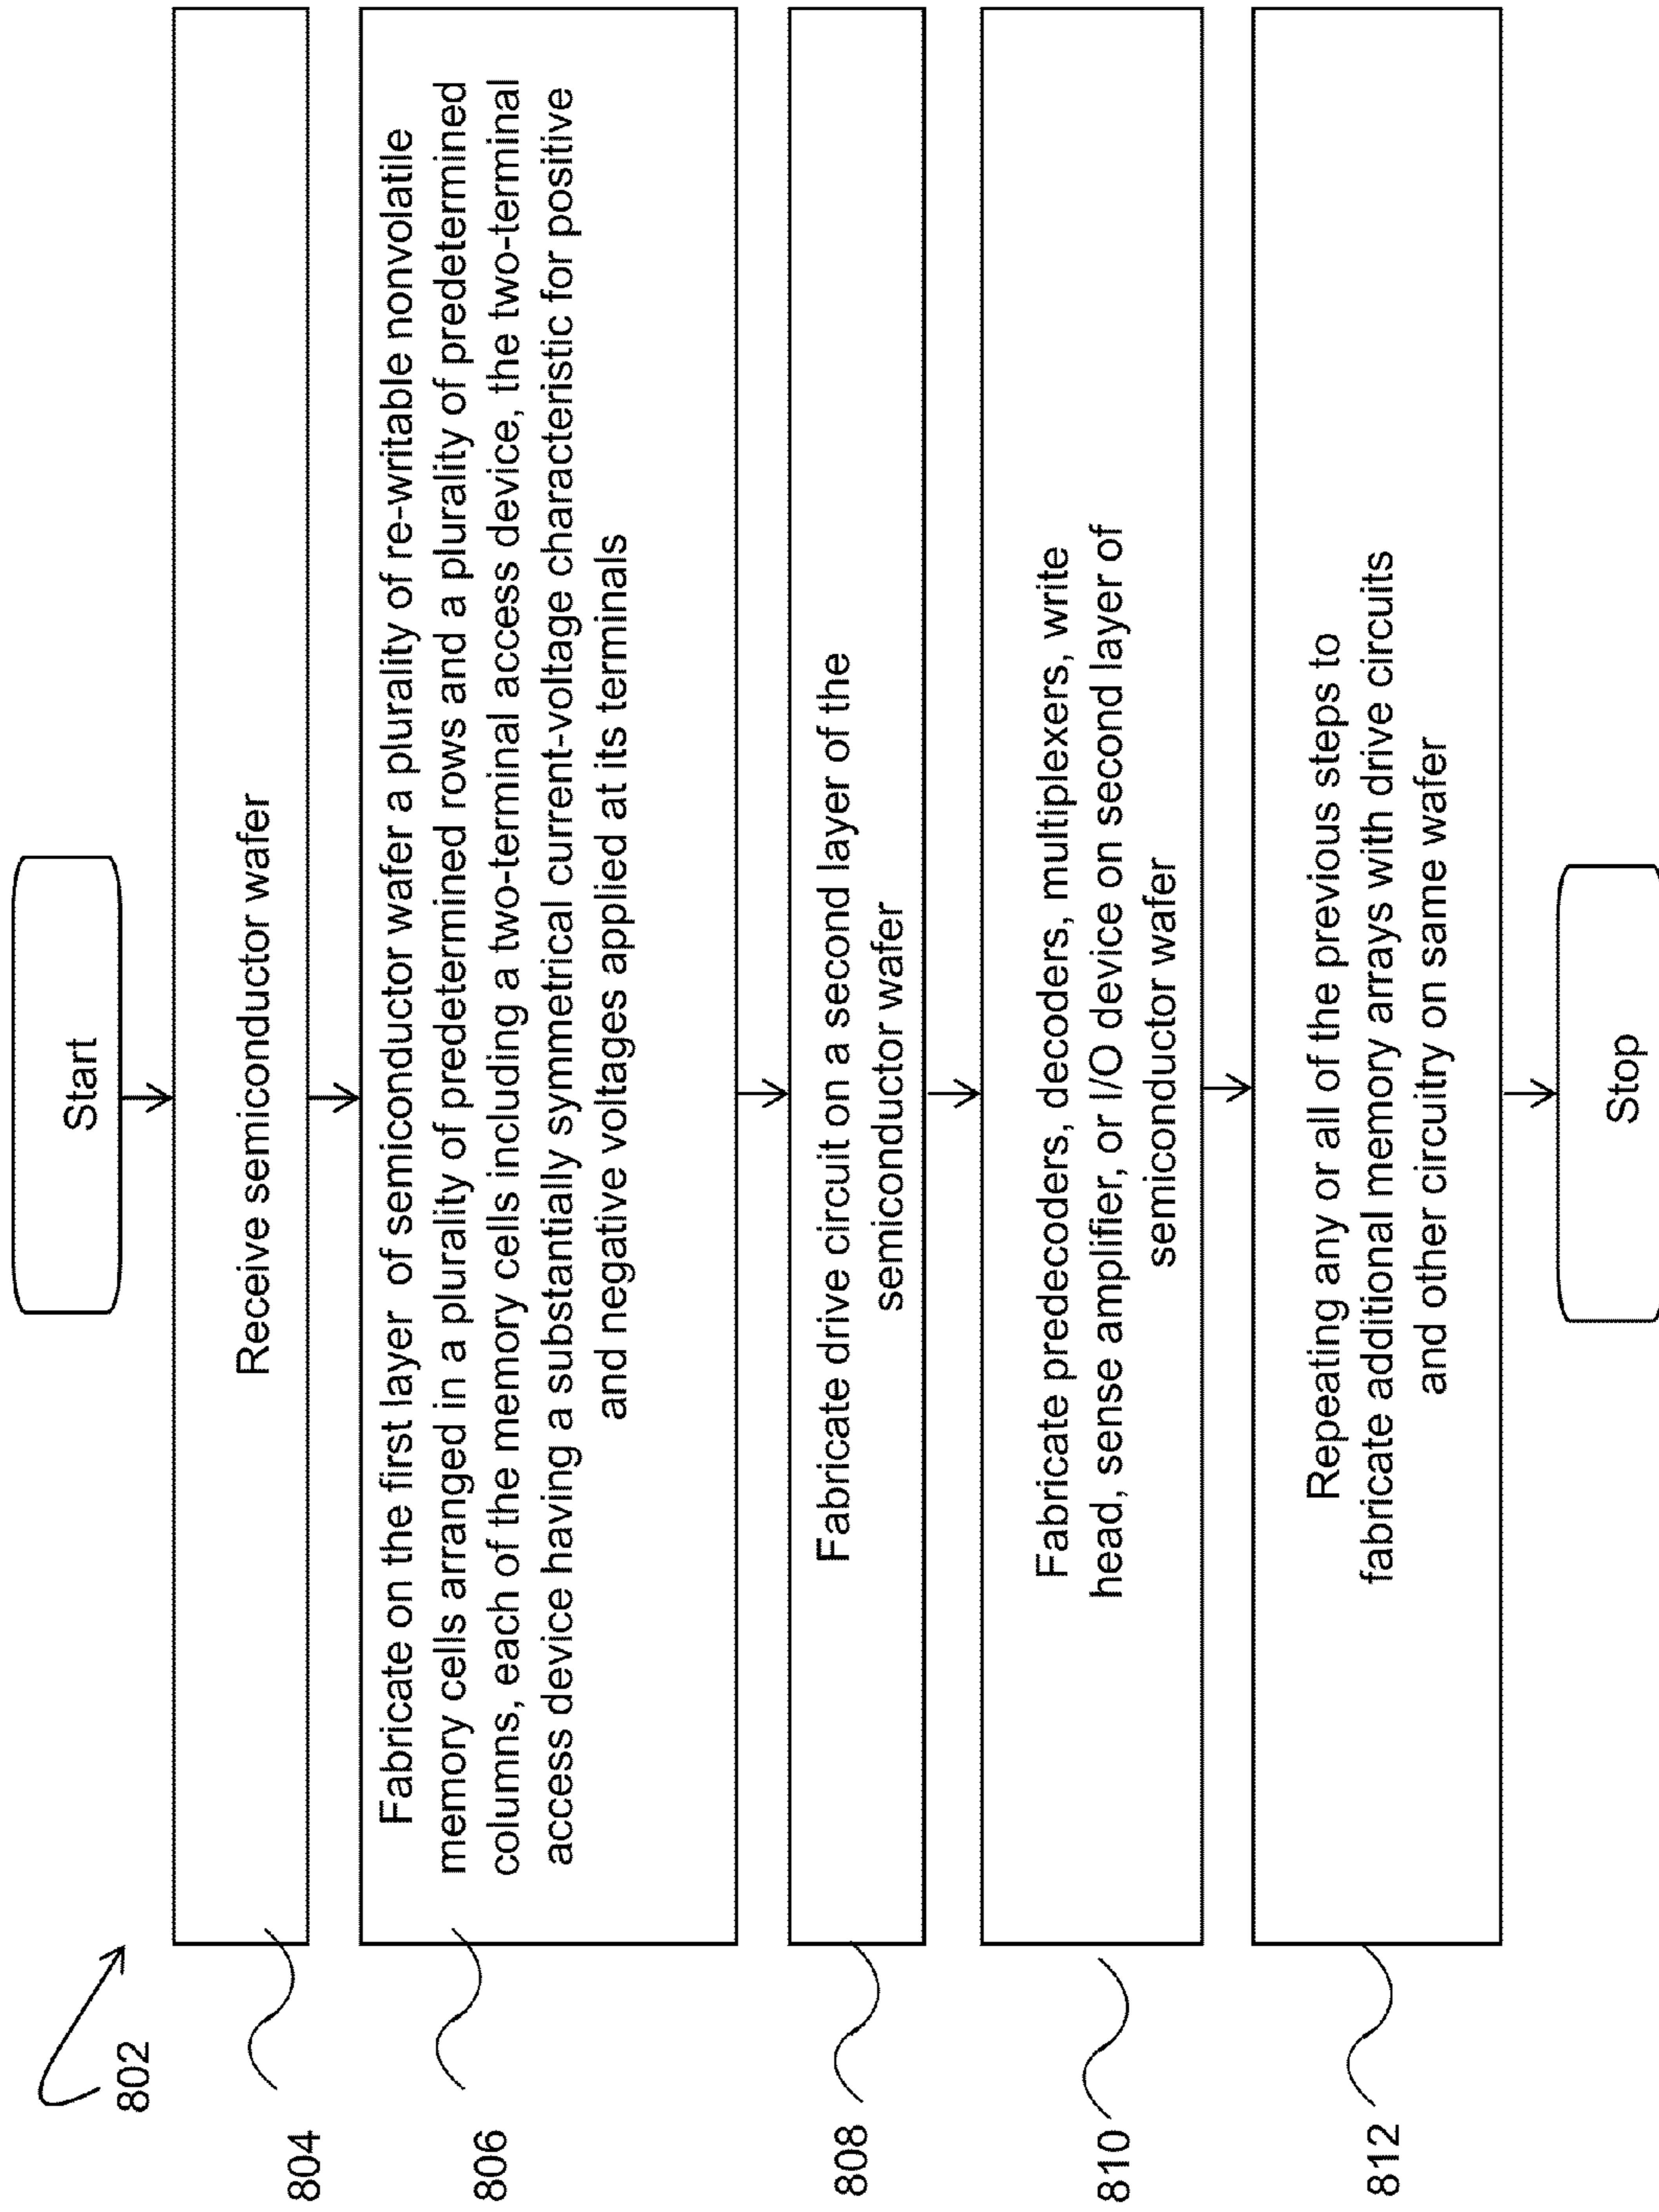 802
Start
804
Receive semiconductor wafer
806
Fabricate on the first layer of semiconductor wafer a plurality of re-writable nonvolatile
memory cells arranged in a plurality of predetermined rows and a plurality of predetermined
columns, each of the memory cells including a two-terminal access device, the two-terminal
access device having a substantially symmetrical current-voltage characteristic for positive
and negative voltages applied at its terminals
808
Fabricate drive circuit on a second layer of the
semiconductor wafer
810
Fabricate predecoders, decoders, multiplexers, write
head, sense amplifier, or I/O device on second layer of
semiconductor wafer
812
Repeating any or all of the previous steps to
fabricate additional memory arrays with drive circuits
and other circuitry on same wafer
Stop